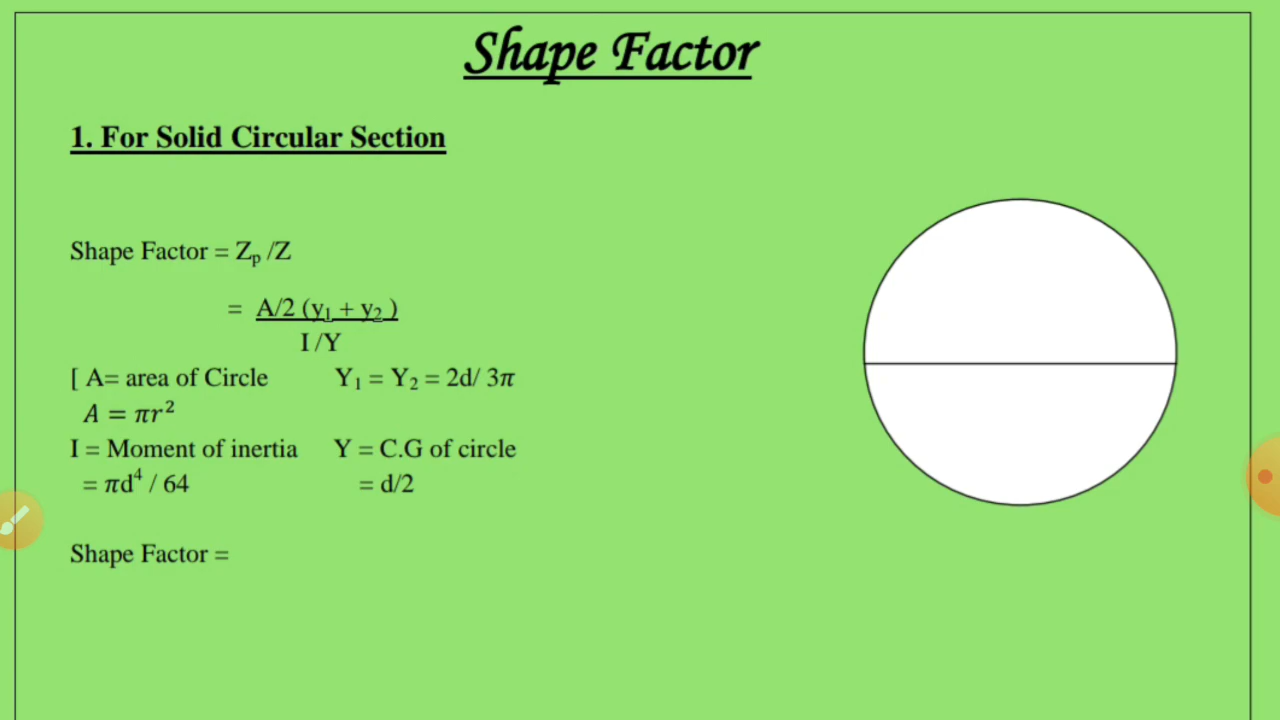 Shape Factor
1. For Solid Circular Section
Shape Factor = Zₚ /Z
= A/2 (y₁ + y₂ )
I /Y
[ A= area of Circle Y₁ = Y₂ = 2d/ 3π
A = πr²
I = Moment of inertia Y = C.G of circle
= πd⁴ / 64 = d/2
Shape Factor =